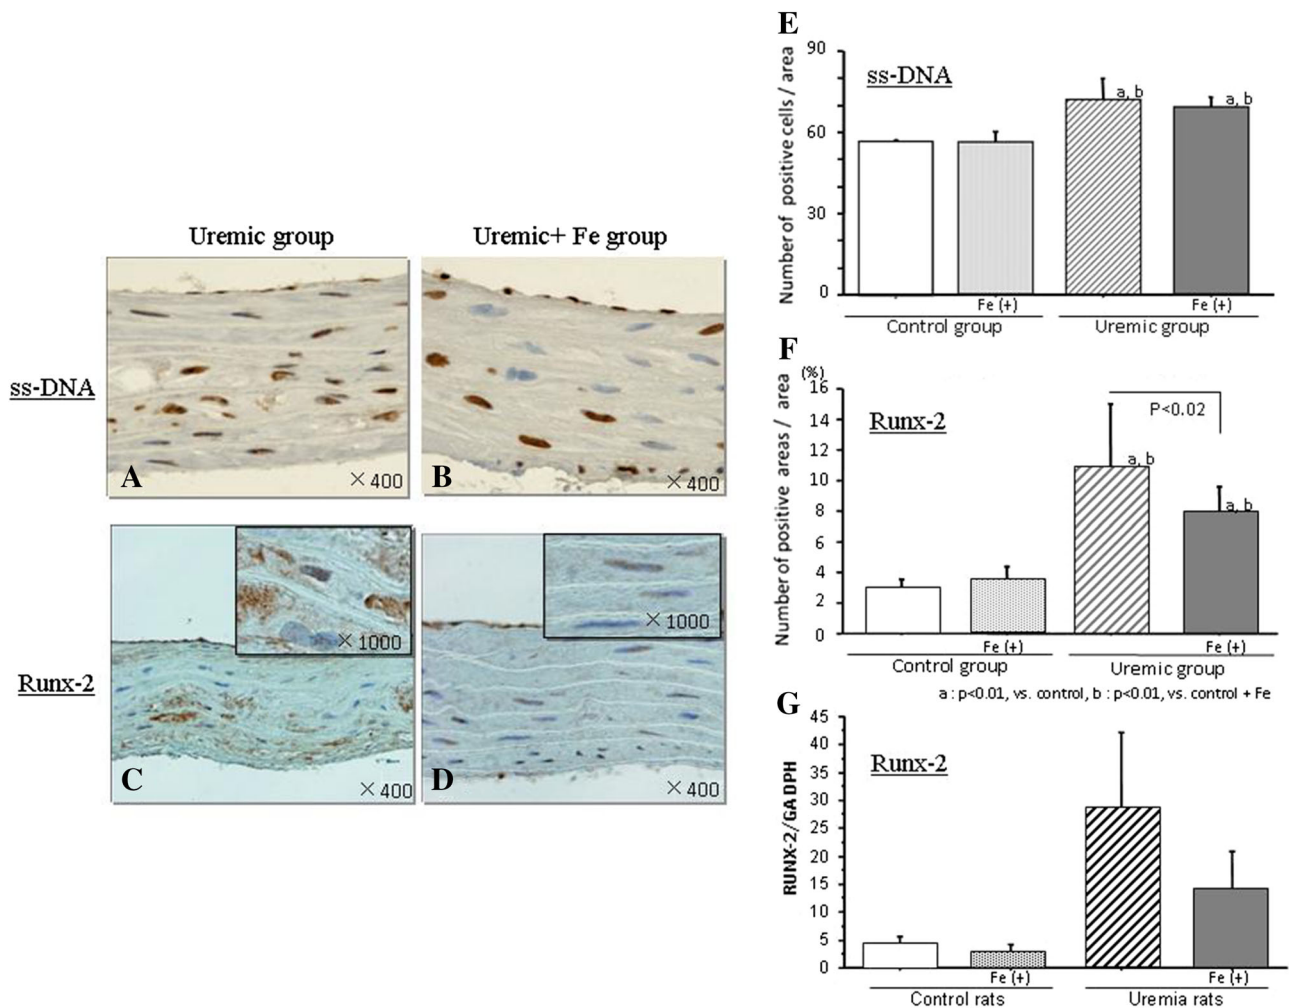 Uremic group
Uremic+ Fe group
ss-DNA
A
× 400
B
× 400
Runx-2
× 1000
C
× 400
× 1000
D
× 400
E
Number of positive cells / area
90
60
30
0
ss-DNA
a, b
a, b
Fe (+)
Fe (+)
Control group
Uremic group
F
(%)
Number of positive areas / area
16
14
12
10
8
6
4
2
0
Runx-2
P<0.02
a, b
a, b
Fe (+)
Fe (+)
Control group
Uremic group
a : p<0.01, vs. control, b : p<0.01, vs. control + Fe
G
RUNX-2/GADPH
45
40
35
30
25
20
15
10
5
0
Runx-2
Fe (+)
Fe (+)
Control rats
Uremia rats